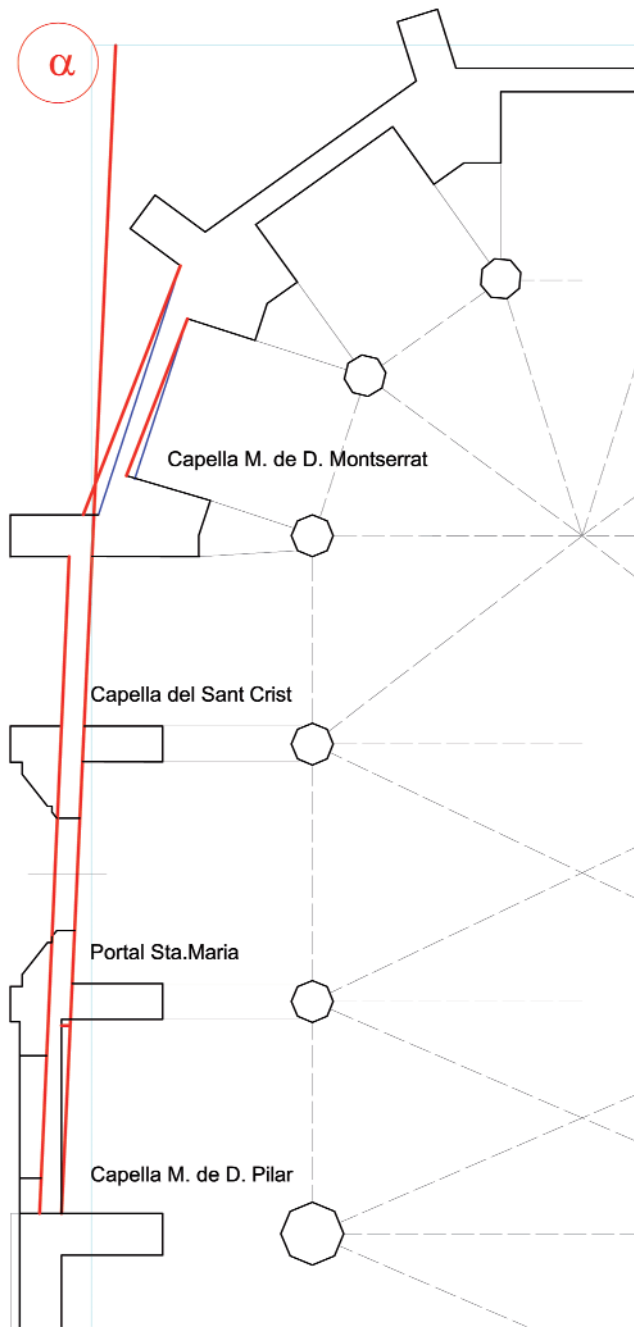 α
Capella M. de D. Montserrat
Capella del Sant Crist
Portal Sta.Maria
Capella M. de D. Pilar